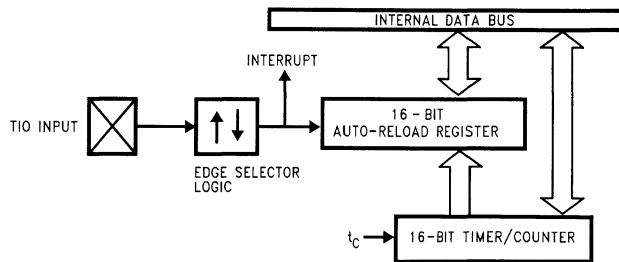 INTERNAL DATA BUS
INTERRUPT
TIO INPUT
16-BIT
AUTO-RELOAD REGISTER
EDGE SELECTOR
LOGIC
tC
16-BIT TIMER/COUNTER